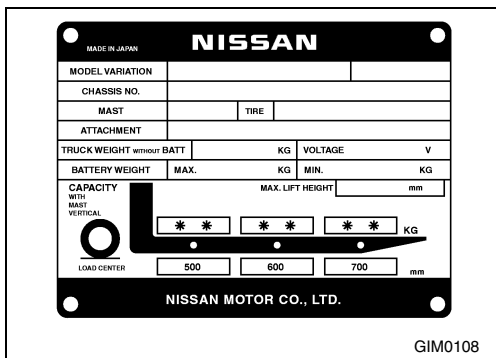 MADE IN JAPAN NISSAN
MODEL VARIATION
CHASSIS NO.
MAST TIRE
ATTACHMENT
TRUCK WEIGHT WITHOUT BATT KG VOLTAGE V
BATTERY WEIGHT MAX. KG MIN. KG
CAPACITY MAX. LIFT HEIGHT mm
WITH
MAST
VERTICAL
* * * * * * KG
LOAD CENTER 500 600 700 mm
NISSAN MOTOR CO., LTD.
GIM0108